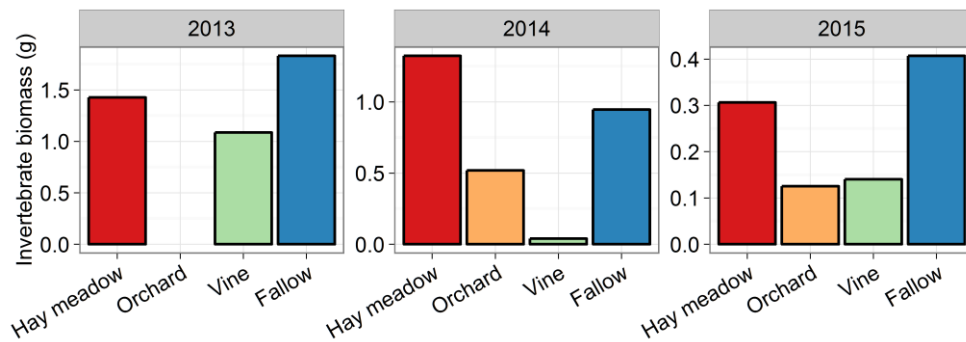 2013
2014
2015
Invertebrate biomass (g)
1.5
1.0
0.5
0.0
1.0
0.5
0.0
0.4
0.3
0.2
0.1
0.0
Hay meadow
Orchard
Vine
Fallow
Hay meadow
Orchard
Vine
Fallow
Hay meadow
Orchard
Vine
Fallow